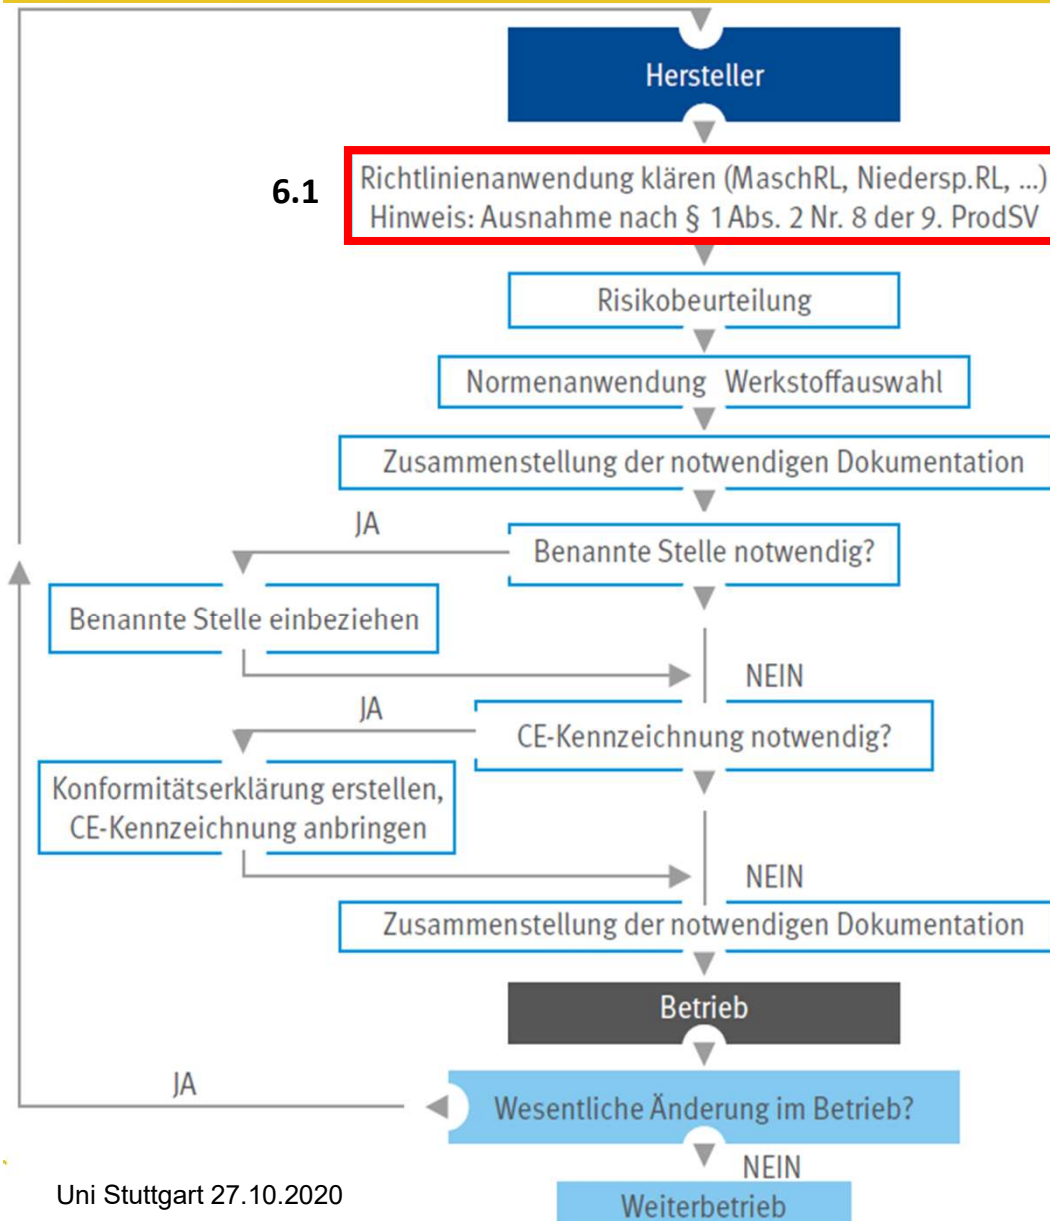 Hersteller
6.1
Richtlinienanwendung klären (MaschRL, Niedersp.RL, ...)
Hinweis: Ausnahme nach § 1 Abs. 2 Nr. 8 der 9. ProdSV
Risikobeurteilung
Normenanwendung Werkstoffauswahl
Zusammenstellung der notwendigen Dokumentation
JA
Benannte Stelle notwendig?
Benannte Stelle einbeziehen
NEIN
JA
CE-Kennzeichnung notwendig?
Konformitätserklärung erstellen,
CE-Kennzeichnung anbringen
NEIN
Zusammenstellung der notwendigen Dokumentation
Betrieb
JA
Wesentliche Änderung im Betrieb?
NEIN
Uni Stuttgart 27.10.2020
Weiterbetrieb